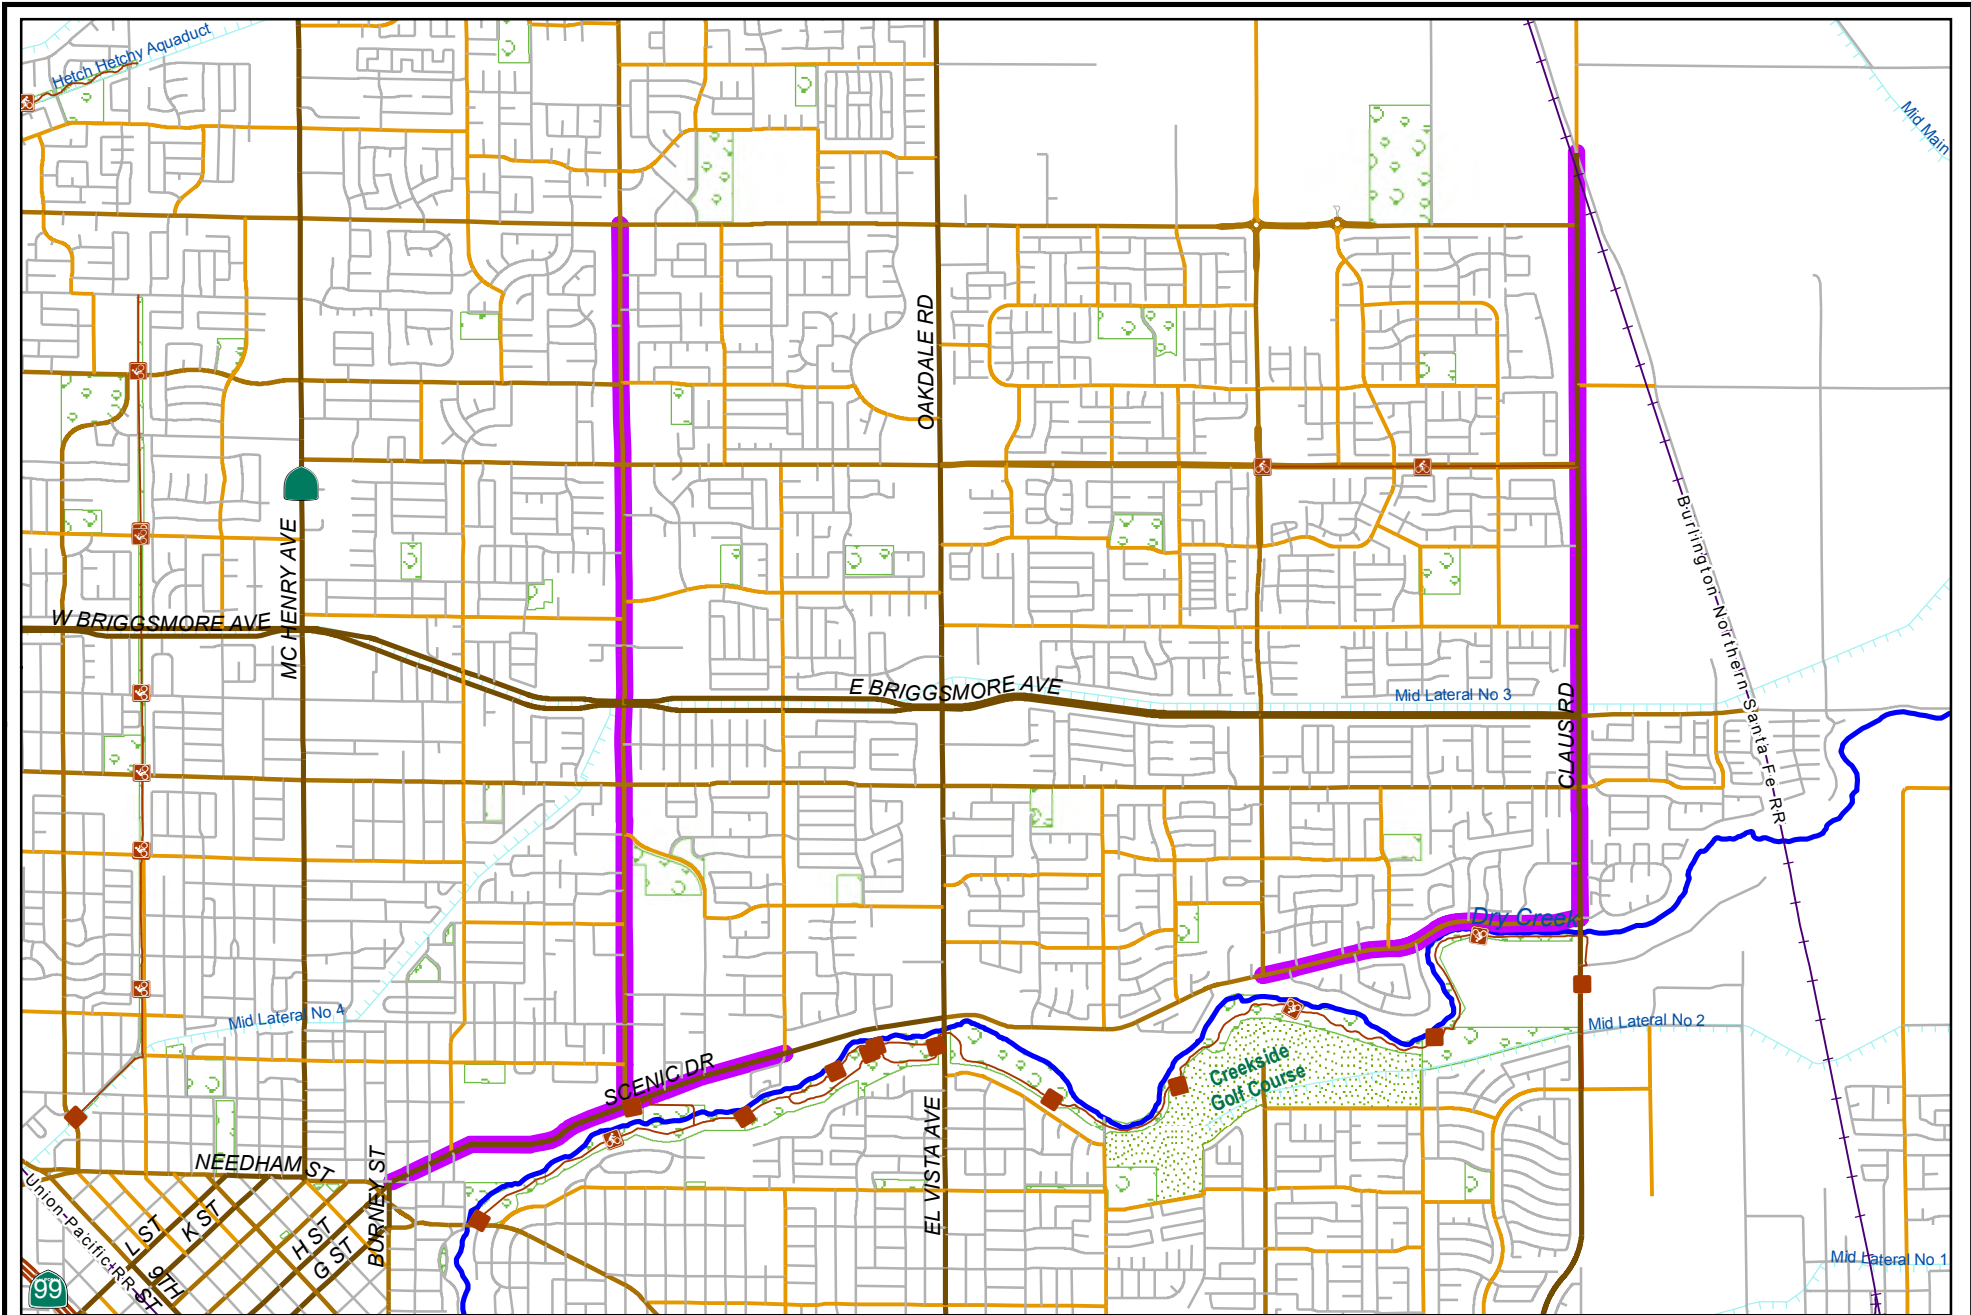 Hetch Hetchy Aquaduct
Mid Main
OAKDALE RD
MC HENRY AVE
Burlington Northern Santa Fe RR
W BRIGGSMORE AVE
E BRIGGSMORE AVE
Mid Lateral No 3
CLAUS RD
Dry Creek
Mid Lateral No 4
Mid Lateral No 2
Creekside
Golf Course
SCENIC DR
EL VISTA AVE
NEEDHAM ST
BURNEY ST
Union Pacific RR
L ST
K ST
H ST
G ST
9TH ST
Mid Lateral No 1
99